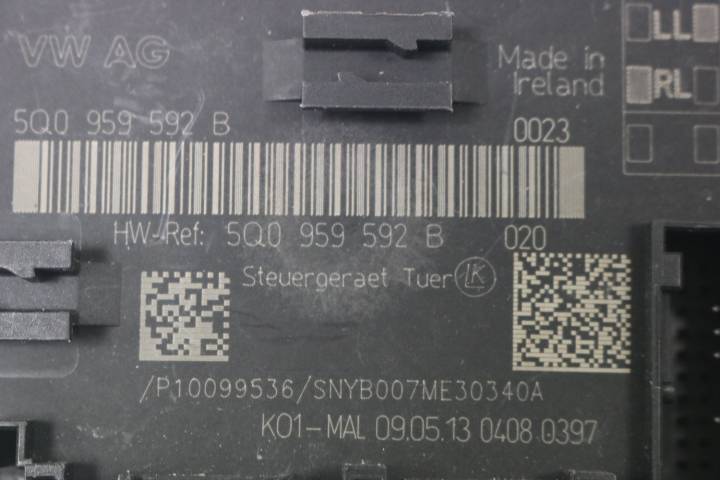 VW AG
Made in
Ireland
LL
RL
5Q0 959 592 B 0023
HW-Ref: 5Q0 959 592 B 020
Steuergeraet Tuer LK
/P10099536/SNYB007ME30340A
K01-MAL 09.05.13 0408 0397